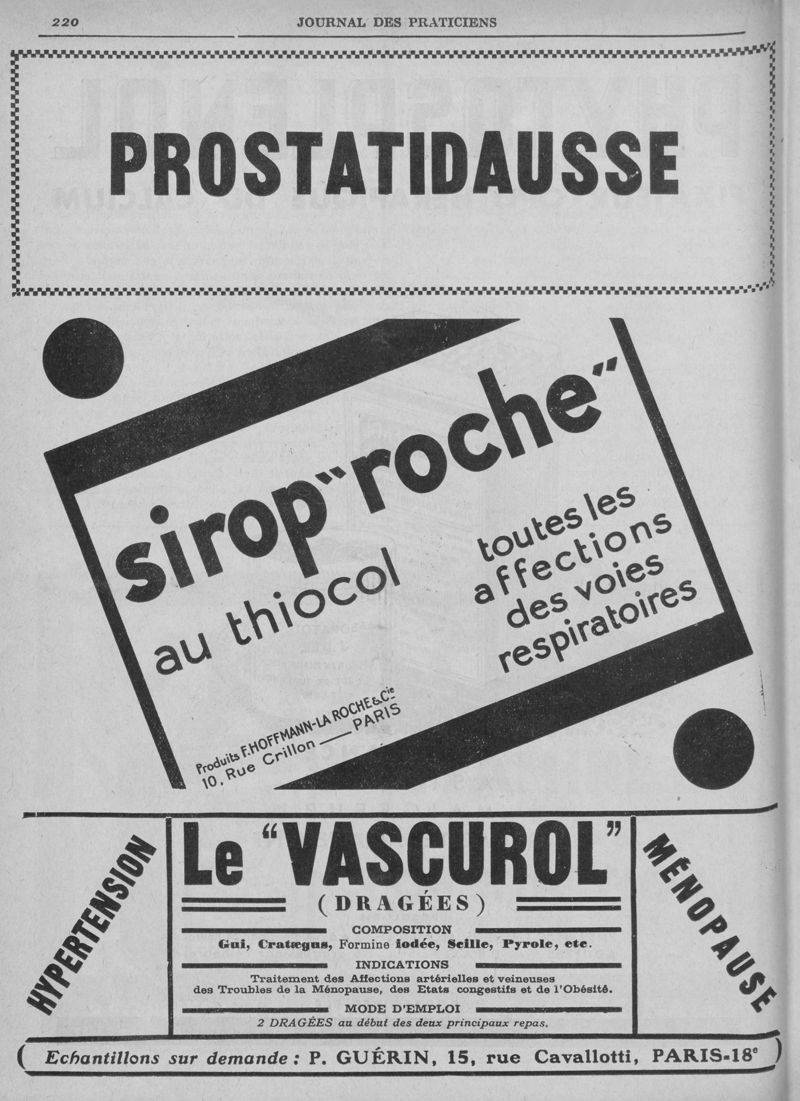 220
JOURNAL DES PRATICIENS
PROSTATIDAUSSE
sirop "roche"
au thiocol
toutes les
affections
des voies
respiratoires
Produits F. HOFFMANN-LA ROCHE & Cie
10, Rue Crillon — PARIS
HYPERTENSION
Le "VASCUROL"
(DRAGÉES)
COMPOSITION
Gui, Cratægus, Formine iodée, Scille, Pyrole, etc.
INDICATIONS
Traitement des Affections artérielles et veineuses
des Troubles de la Ménopause, des Etats congestifs et de l'Obésité.
MODE D'EMPLOI
2 DRAGÉES au début des deux principaux repas.
MÉNOPAUSE
( Echantillons sur demande : P. GUÉRIN, 15, rue Cavallotti, PARIS-18e )